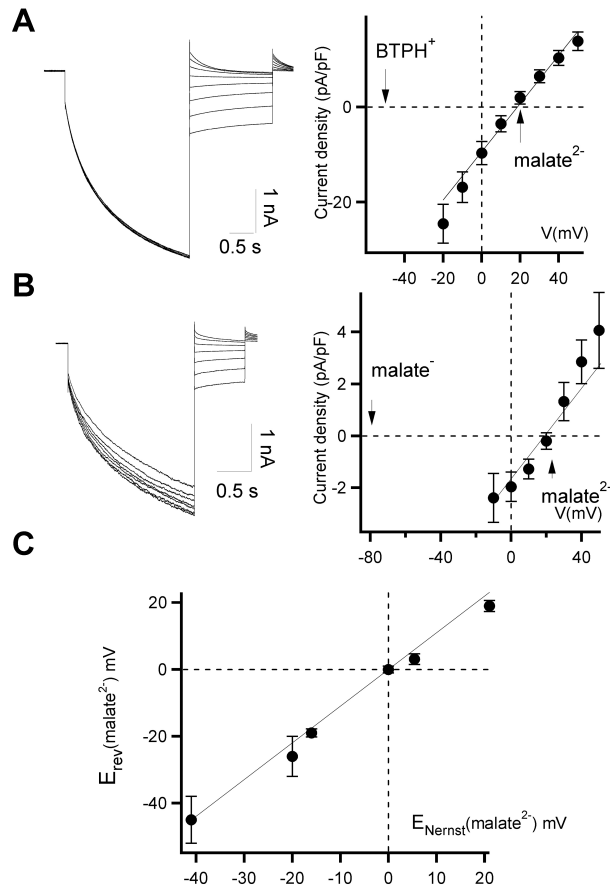 A
1 nA
0.5 s
Current density (pA/pF)
0
-20
BTPH⁺
malate²⁻
V(mV)
-40 -20 0 20 40
B
1 nA
0.5 s
Current density (pA/pF)
4
2
0
-2
malate⁻
malate²⁻
V(mV)
-80 -40 0 40
C
E_rev(malate²⁻) mV
20
0
-20
-40
E_Nernst(malate²⁻) mV
-40 -30 -20 -10 0 10 20